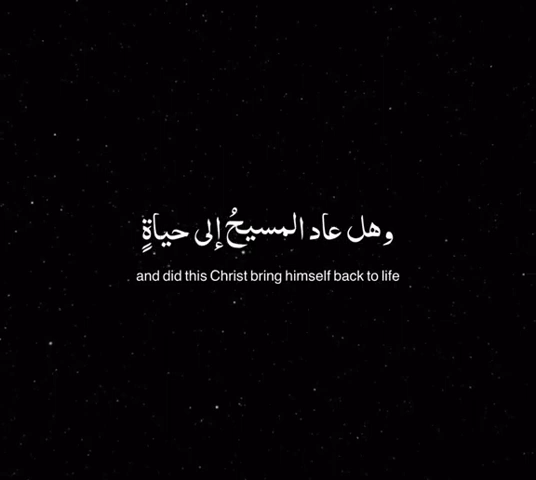 وهل عاد المسيحُ إلى حياةٍ
and did this Christ bring himself back to life